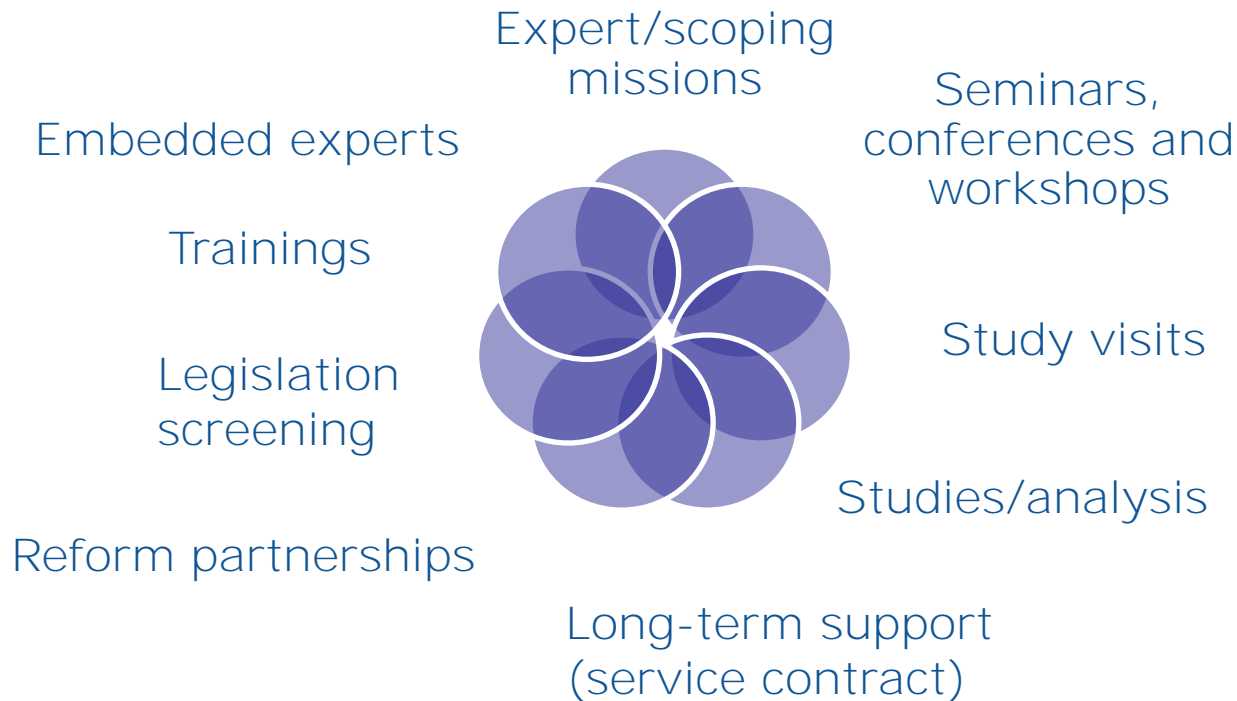 Expert/scoping
missions
Seminars,
conferences and
workshops
Embedded experts
Trainings
Study visits
Legislation
screening
Studies/analysis
Reform partnerships
Long-term support
(service contract)